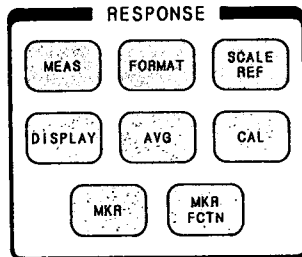 RESPONSE
MEAS FORMAT SCALE REF
DISPLAY AVG CAL
MKR MKR FCTN